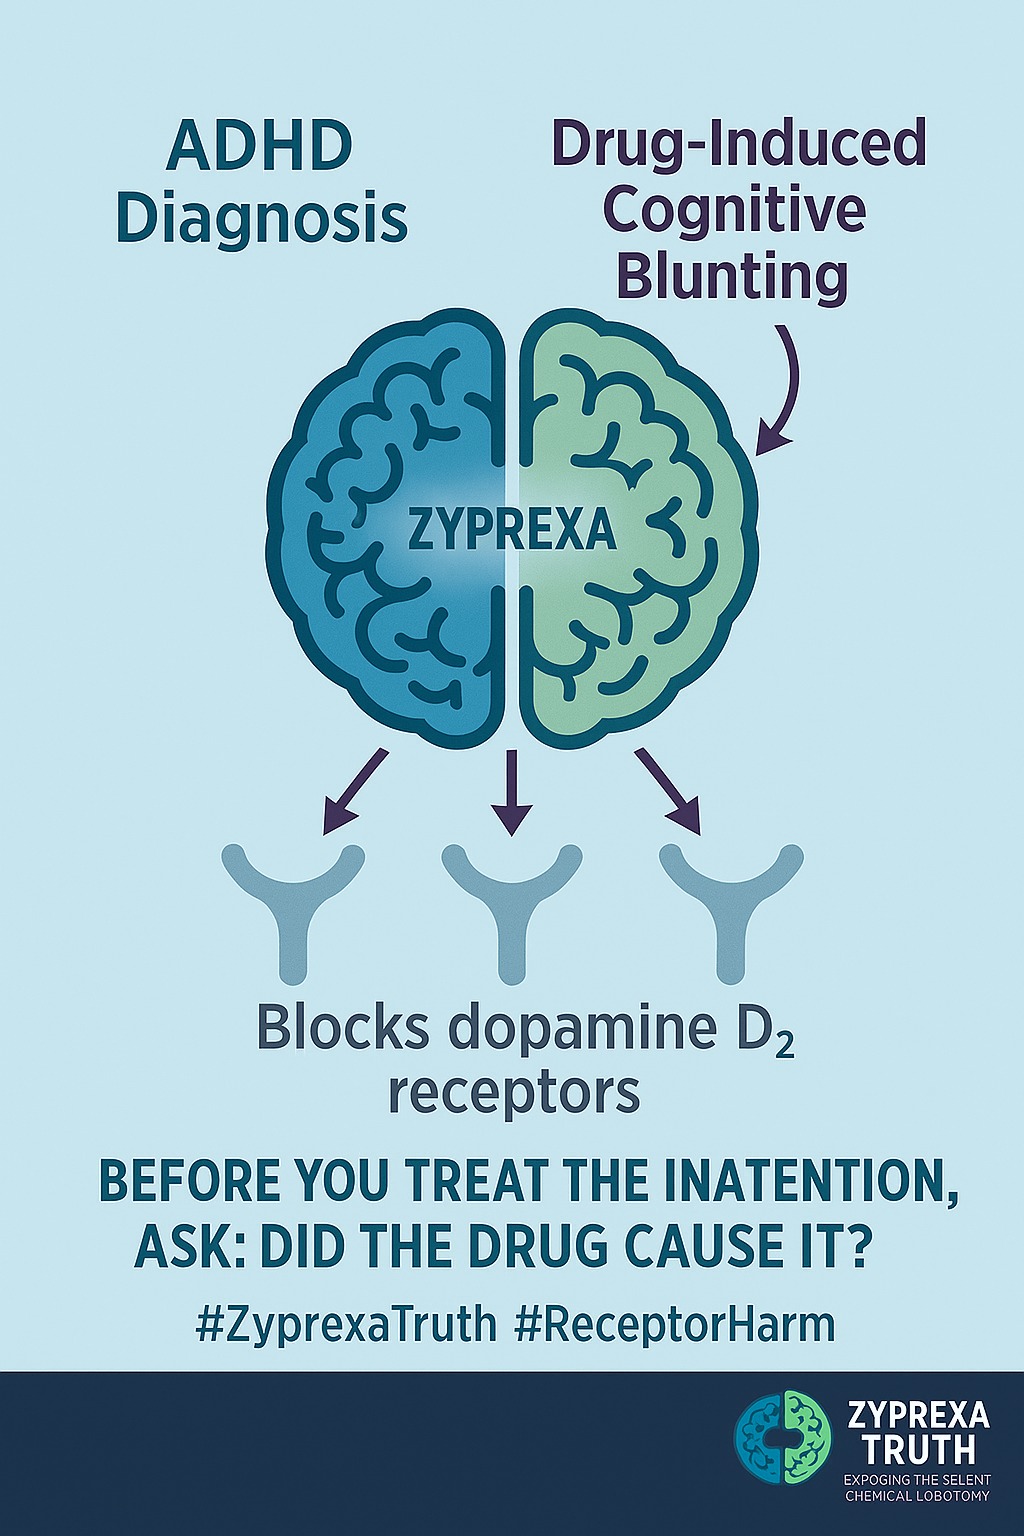 ADHD
Diagnosis
Drug-Induced
Cognitive
Blunting
ZYPREXA
Blocks dopamine D₂
receptors
BEFORE YOU TREAT THE INATENTION,
ASK: DID THE DRUG CAUSE IT?
#ZyprexaTruth #ReceptorHarm
ZYPREXA
TRUTH
EXPOGING THE SELENT
CHEMICAL LOBOTOMY